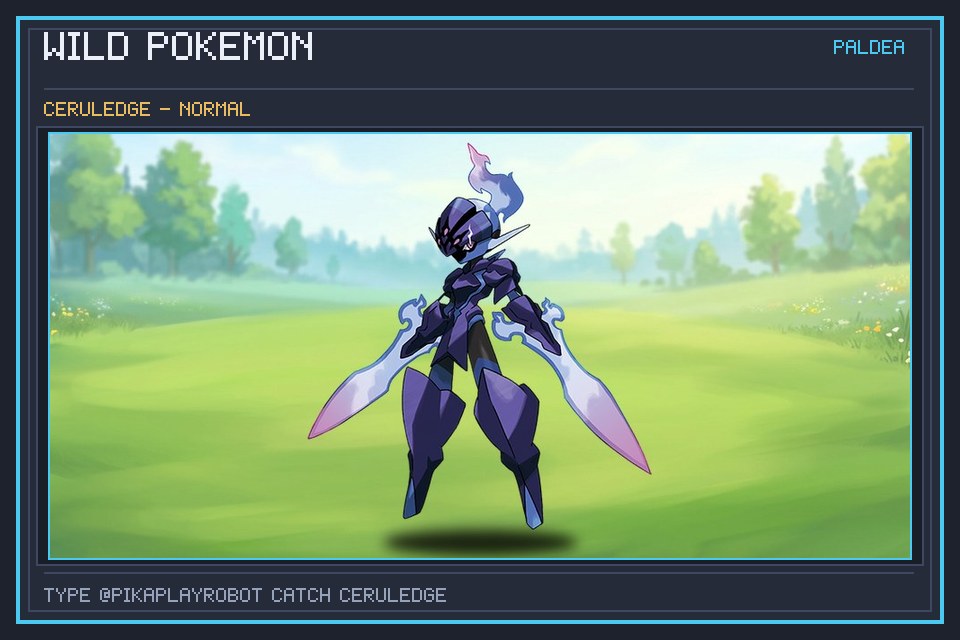 WILD POKEMON
PALDEA
CERULEDGE - NORMAL
TYPE @PIKAPLAYROBOT CATCH CERULEDGE